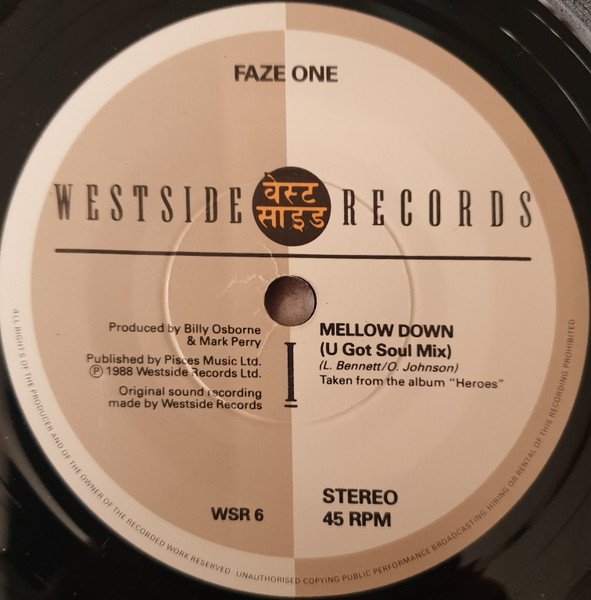 FAZE ONE
WESTSIDE वेस्ट साइड RECORDS
Produced by Billy Osborne
& Mark Perry
Published by Pisces Music Ltd.
Ⓟ 1988 Westside Records Ltd.
Original sound recording
made by Westside Records
I
MELLOW DOWN
(U Got Soul Mix)
(L. Bennett/O. Johnson)
Taken from the album "Heroes"
WSR 6
STEREO
45 RPM
ALL RIGHTS OF THE PRODUCER AND OF THE OWNER OF THE RECORDED WORK RESERVED UNAUTHORISED COPYING PUBLIC PERFORMANCE BROADCASTING HIRING OR RENTAL OF THIS RECORDING PROHIBITED